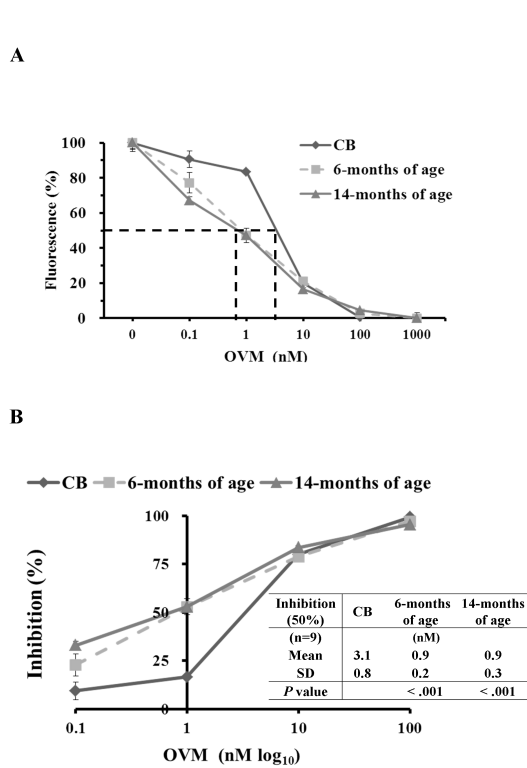 A
CB
6-months of age
14-months of age
Fluorescence (%)
100
80
60
40
20
0
0 0.1 1 10 100 1000
OVM (nM)
B
CB 6-months of age 14-months of age
Inhibition (%)
100
75
50
25
0
0.1 1 10 100
OVM (nM log10)
Inhibition (50%) CB 6-months of age 14-months of age
(n=9) (nM)
Mean 3.1 0.9 0.9
SD 0.8 0.2 0.3
P value < .001 < .001